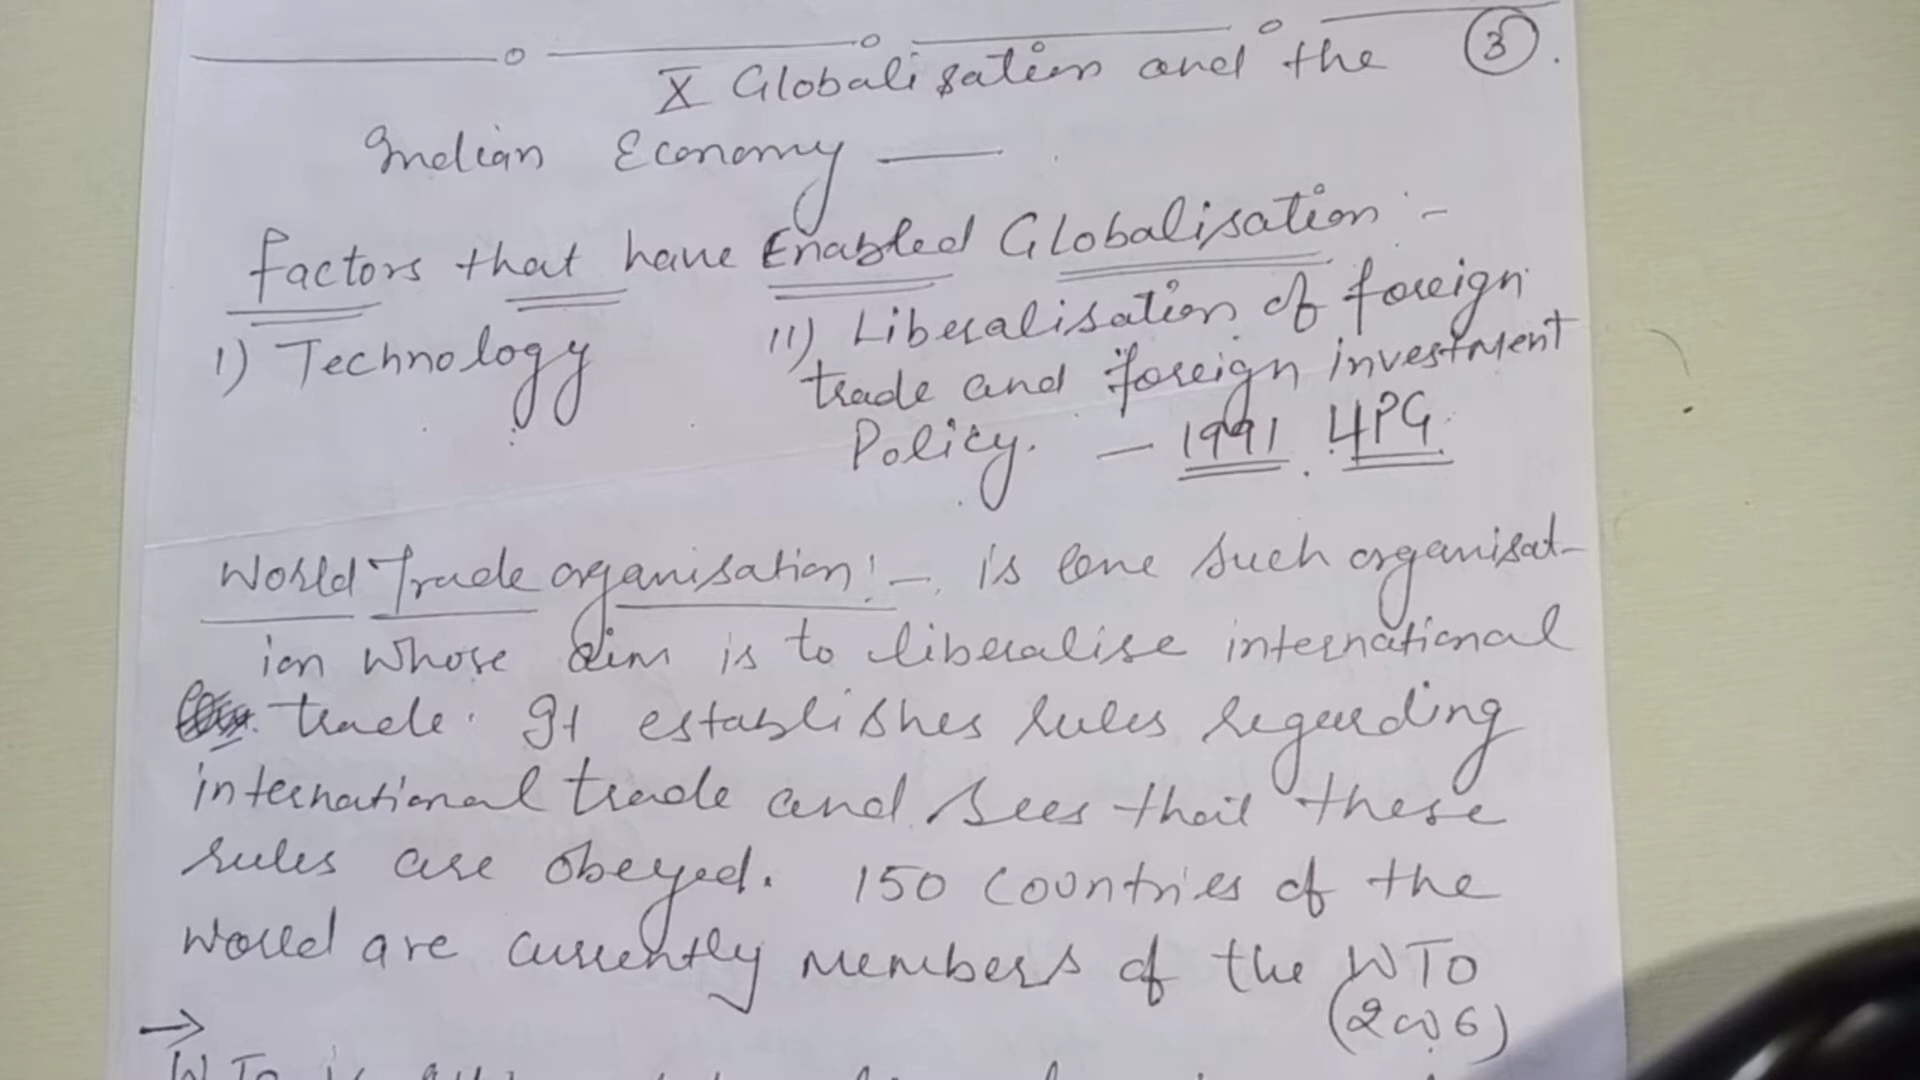 X Globalisation and the ③.
Indian Economy —
factors that have Enabled Globalisation :-
1) Technology
11) Liberalisation of foreign
trade and foreign investment
Policy. — 1991. LPG
World Trade organisation:- is one such organisat-
ion whose aim is to liberalise international
trade. It establishes rules regarding
international trade and sees that these
rules are obeyed. 150 countries of the
World are currently members of the WTO
(2006)
→